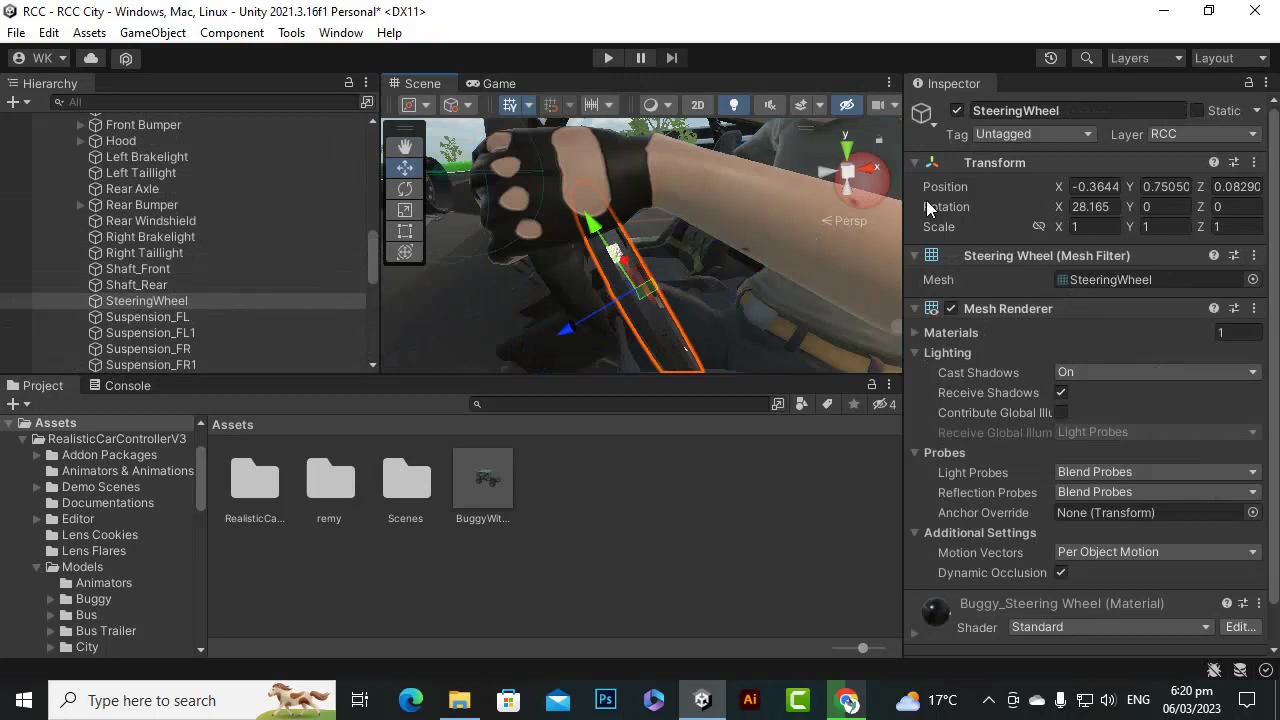 RCC - RCC City - Windows, Mac, Linux - Unity 2021.3.16f1 Personal* <DX11>
File Edit Assets GameObject Component Tools Window Help
WK Layers Layout
Hierarchy
All
Front Bumper
Hood
Left Brakelight
Left Taillight
Rear Axle
Rear Bumper
Rear Windshield
Right Brakelight
Right Taillight
Shaft_Front
Shaft_Rear
SteeringWheel
Suspension_FL
Suspension_FL1
Suspension_FR
Suspension_FR1
Scene Game
2D
y
x
Persp
Inspector
SteeringWheel Static
Tag Untagged Layer RCC
Transform
Position X -0.3644 Y 0.75050 Z 0.08290
Rotation X 28.165 Y 0 Z 0
Scale X 1 Y 1 Z 1
Steering Wheel (Mesh Filter)
Mesh SteeringWheel
Mesh Renderer
Materials 1
Lighting
Cast Shadows On
Receive Shadows
Contribute Global Illu
Receive Global Illum Light Probes
Probes
Light Probes Blend Probes
Reflection Probes Blend Probes
Anchor Override None (Transform)
Additional Settings
Motion Vectors Per Object Motion
Dynamic Occlusion
Buggy_Steering Wheel (Material)
Shader Standard Edit...
Project Console
4
Assets
RealisticCarControllerV3
Addon Packages
Animators & Animations
Demo Scenes
Documentations
Editor
Lens Cookies
Lens Flares
Models
Animators
Buggy
Bus
Bus Trailer
City
Assets
RealisticCa... remy Scenes BuggyWit...
Type here to search
Ps Ai C
17°C ENG 6:20 pm
06/03/2023